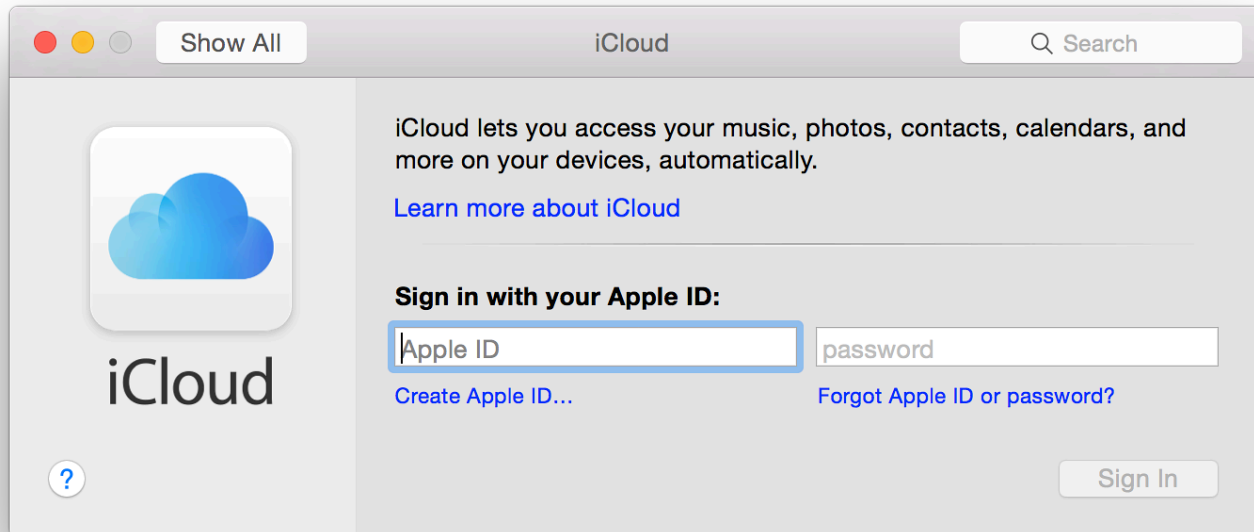 Show All
iCloud
Search
iCloud lets you access your music, photos, contacts, calendars, and
more on your devices, automatically.
Learn more about iCloud
Sign in with your Apple ID:
Apple ID
password
iCloud
Create Apple ID...
Forgot Apple ID or password?
?
Sign In